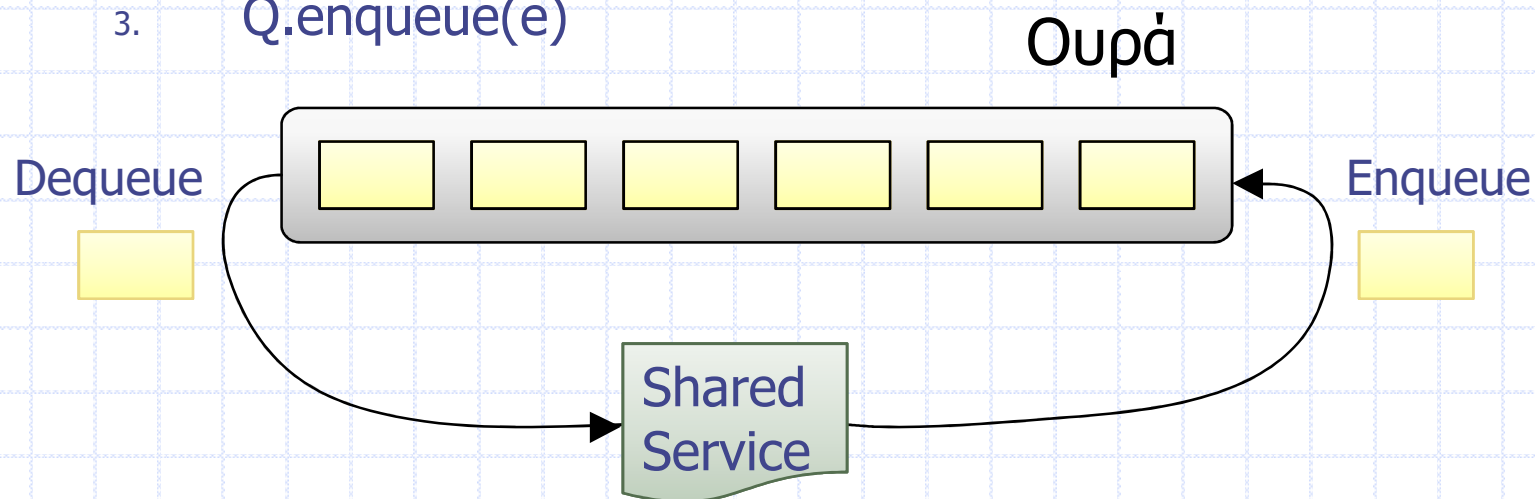 3. Q.enqueue(e)
Ουρά
Dequeue
Enqueue
Shared
Service